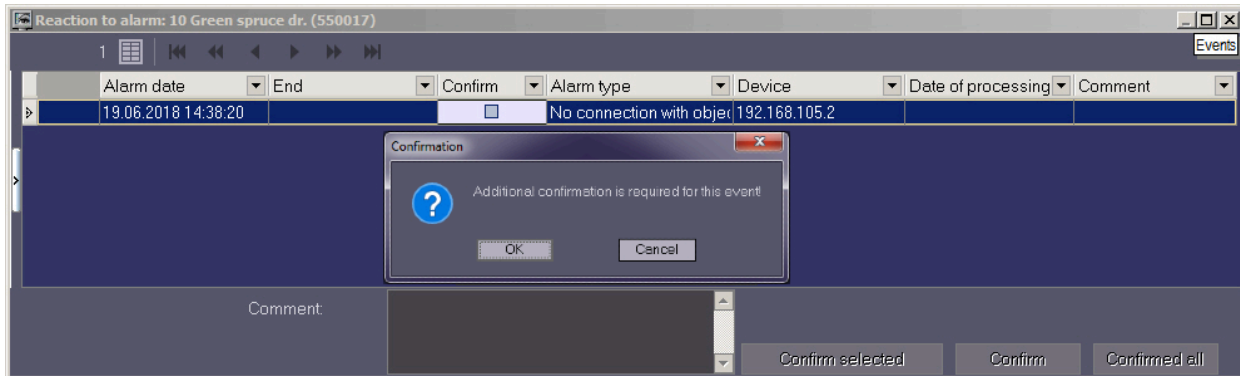 Reaction to alarm: 10 Green spruce dr. (550017)
Events
1
Alarm date End Confirm Alarm type Device Date of processing Comment
19.06.2018 14:38:20 No connection with objec 192.168.105.2
Confirmation
Additional confirmation is required for this event!
OK Cancel
Comment:
Confirm selected Confirm Confirmed all